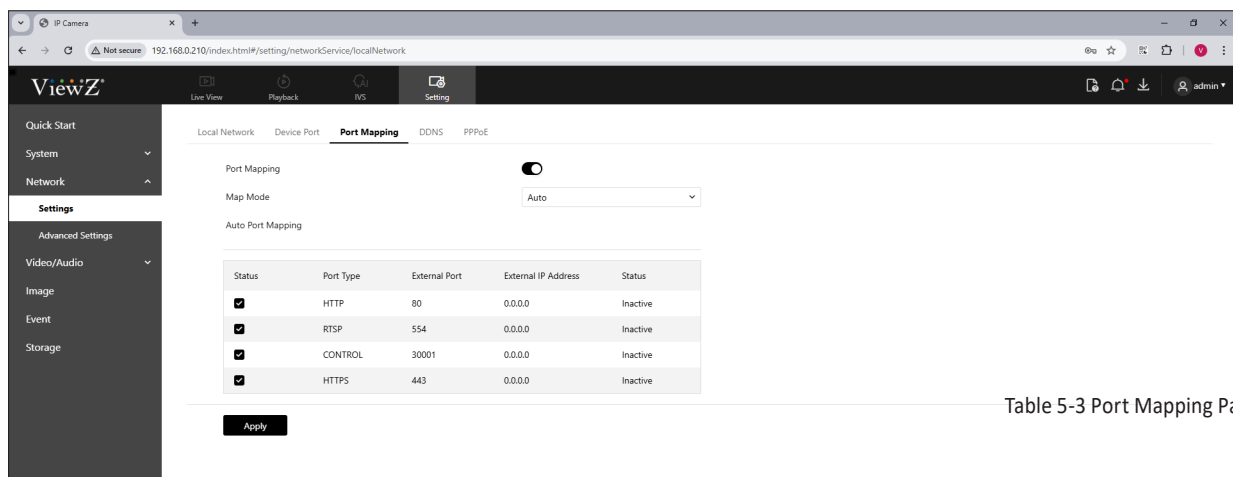 IP Camera
Not secure 192.168.0.210/index.html#/setting/networkService/localNetwork
ViewZ
Live View Playback IVS Setting
admin
Quick Start
System
Network
Settings
Advanced Settings
Video/Audio
Image
Event
Storage
Local Network Device Port Port Mapping DDNS PPPoE
Port Mapping
Map Mode Auto
Auto Port Mapping
Status Port Type External Port External IP Address Status
HTTP 80 0.0.0.0 Inactive
RTSP 554 0.0.0.0 Inactive
CONTROL 30001 0.0.0.0 Inactive
HTTPS 443 0.0.0.0 Inactive
Apply
Table 5-3 Port Mapping Pa